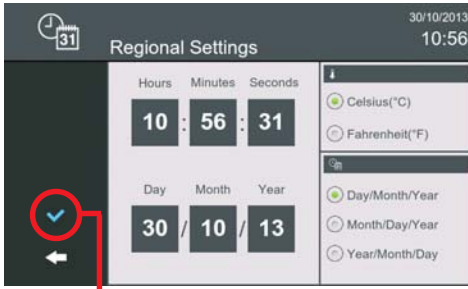 30/10/2013
31
Regional Settings
10:56
Hours Minutes Seconds
10 : 56 : 31
Day Month Year
30 / 10 / 13
Celsius(°C)
Fahrenheit(°F)
Day/Month/Year
Month/Day/Year
Year/Month/Day